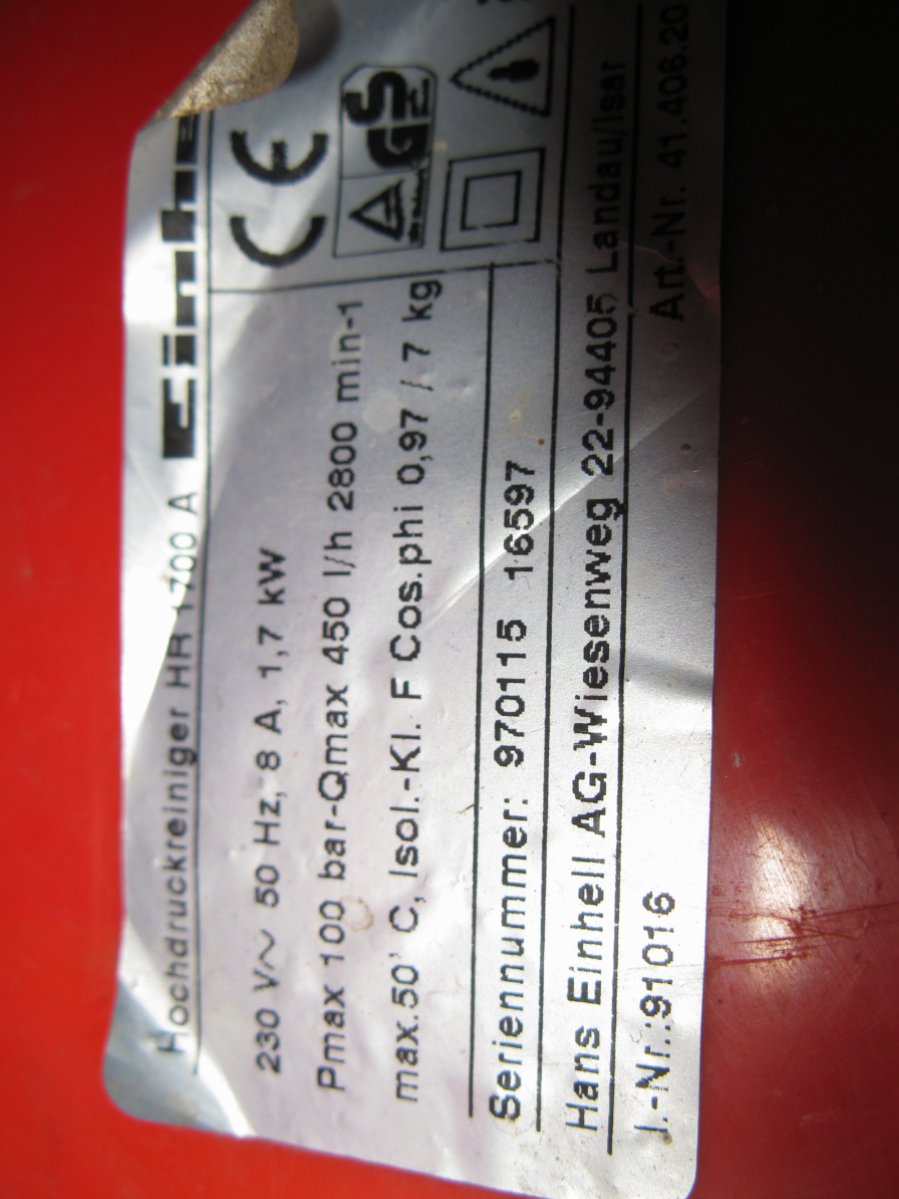 Hochdruckreiniger HR 1700 A Einhe
230 V~ 50 Hz, 8 A, 1,7 kW
Pmax 100 bar-Qmax 450 l/h 2800 min-1
max.50' C, Isol.-Kl. F Cos.phi 0,97 / 7 kg
CE
GS
Seriennummer: 970115 16597
Hans Einhell AG-Wiesenweg 22-94405 Landau/Isar
I.-Nr.:91016 Art.-Nr. 41.406.20